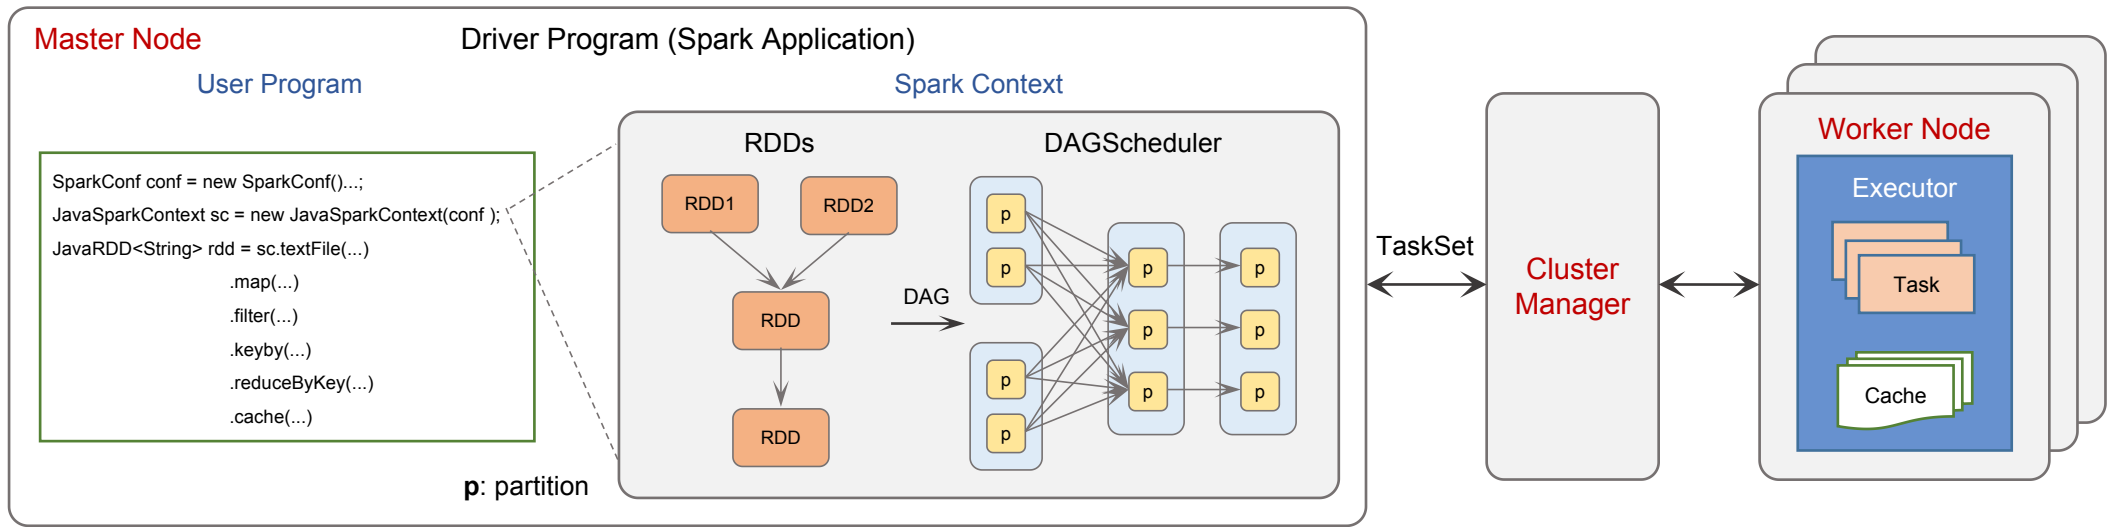 Master Node
Driver Program (Spark Application)
User Program
Spark Context
SparkConf conf = new SparkConf()...;
JavaSparkContext sc = new JavaSparkContext(conf );
JavaRDD<String> rdd = sc.textFile(...)
.map(...)
.filter(...)
.keyby(...)
.reduceByKey(...)
.cache(...)
p: partition
RDDs
RDD1
RDD2
RDD
RDD
DAG
DAGScheduler
p
p
p
p
p
p
p
p
p
p
TaskSet
Cluster
Manager
Worker Node
Executor
Task
Cache